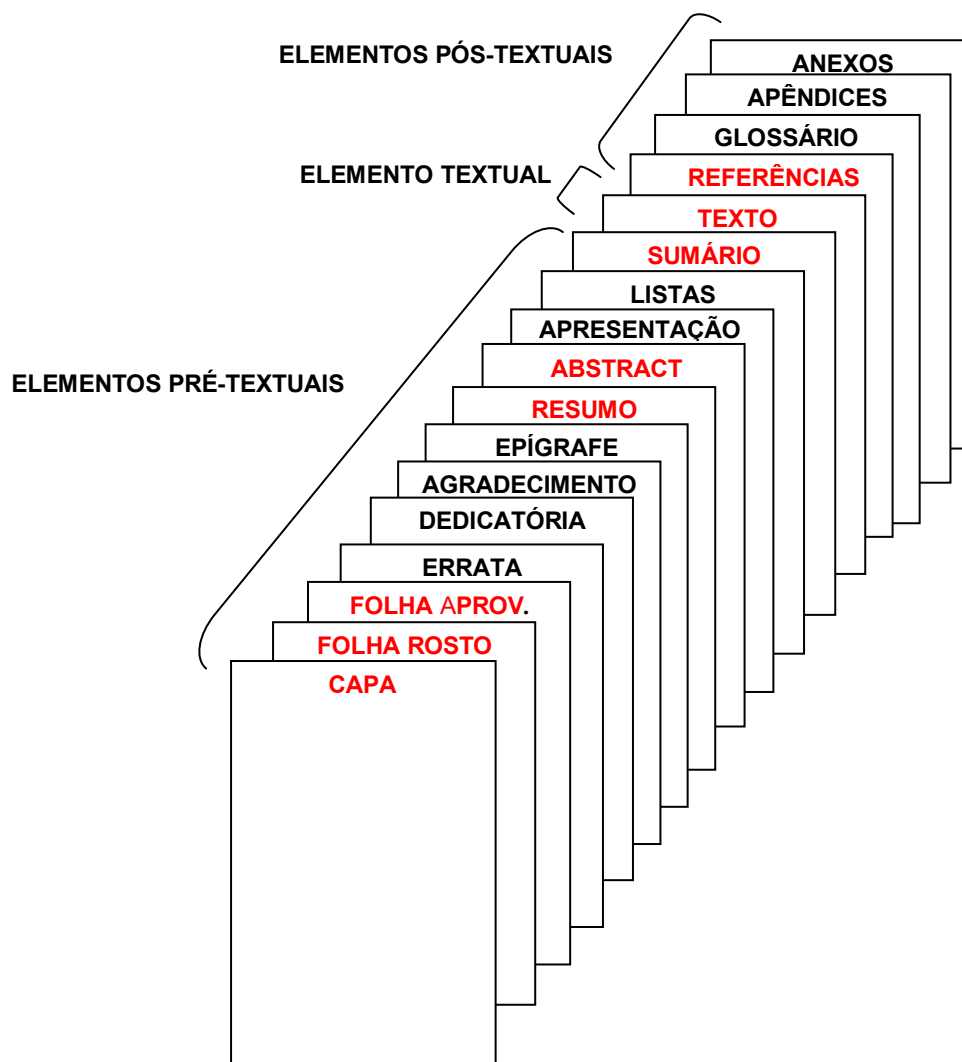 ELEMENTOS PÓS-TEXTUAIS
ANEXOS
APÊNDICES
GLOSSÁRIO
ELEMENTO TEXTUAL
REFERÊNCIAS
TEXTO
SUMÁRIO
LISTAS
APRESENTAÇÃO
ABSTRACT
ELEMENTOS PRÉ-TEXTUAIS
RESUMO
EPÍGRAFE
AGRADECIMENTO
DEDICATÓRIA
ERRATA
FOLHA APROV.
FOLHA ROSTO
CAPA